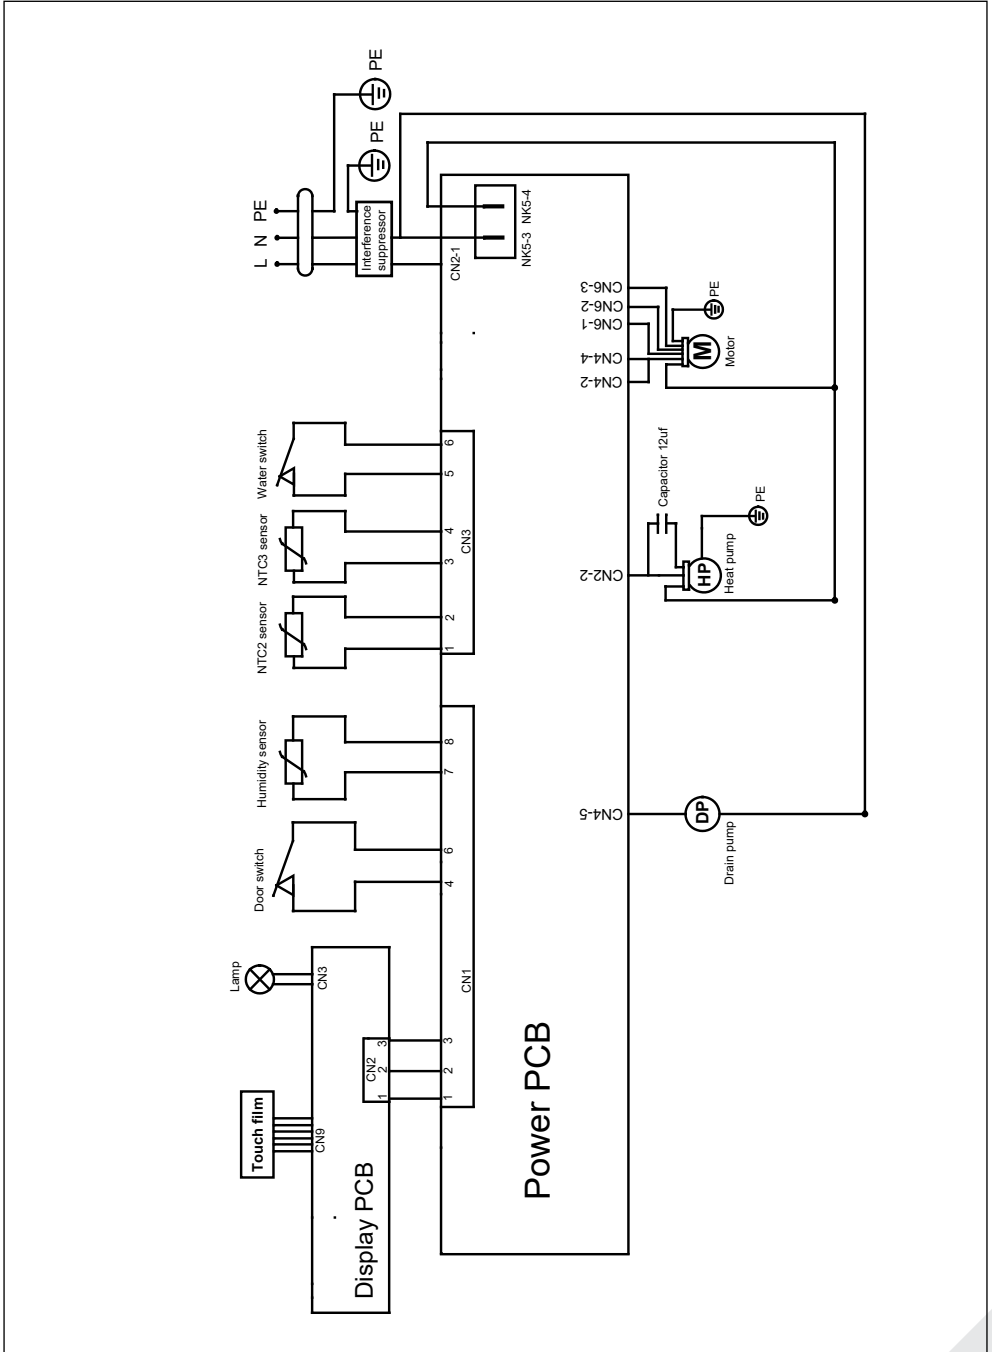 PE
PE
L N PE
Interference
suppressor
CN2-1
NK5-3 NK5-4
CN6-3
CN6-2
CN6-1
CN4-4
CN4-2
PE
M
Motor
Water switch
6
5
NTC3 sensor
4
3
CN3
NTC2 sensor
2
1
Capacitor 12uf
CN2-2
PE
HP
Heat pump
Humidity sensor
8
7
CN4-5
DP
Drain pump
Door switch
6
4
CN1
Lamp
CN3
CN2
3
2
1
3
2
1
Touch film
CN9
Display PCB
Power PCB